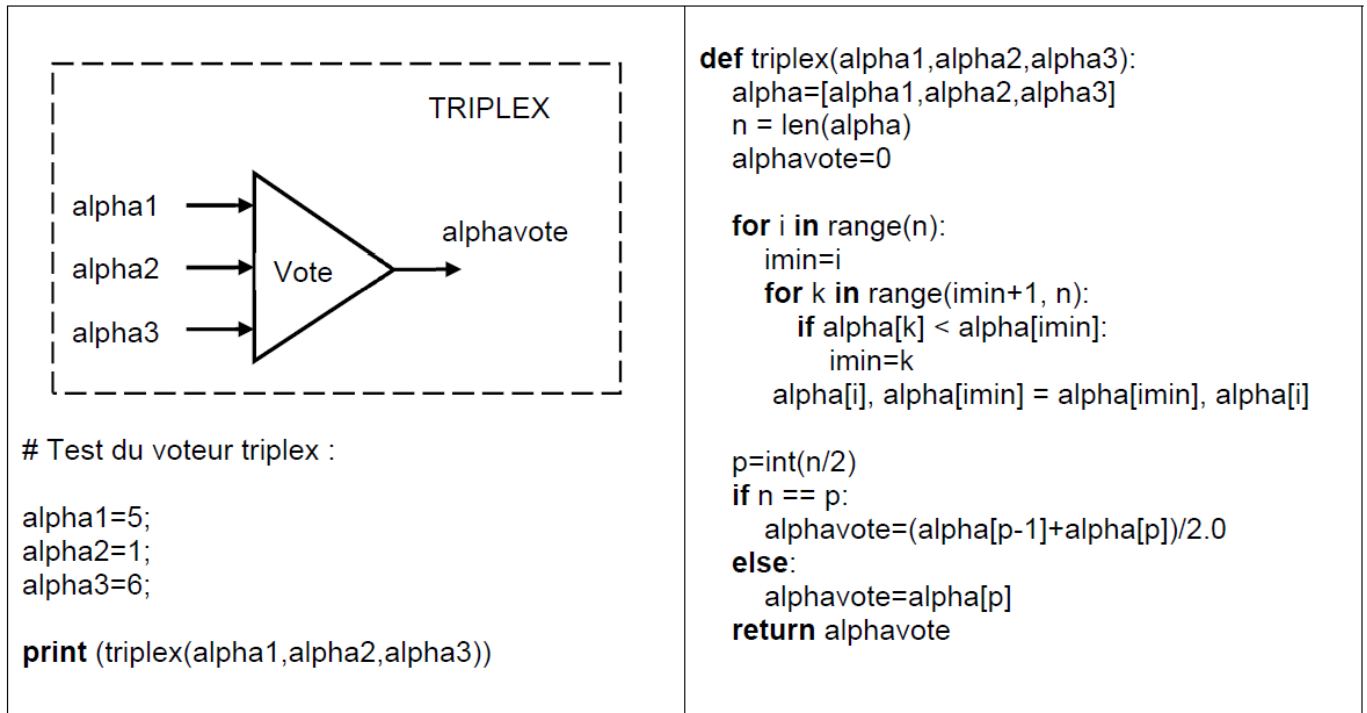 TRIPLEX
alpha1
alpha2
alpha3
Vote
alphavote
# Test du voteur triplex :
alpha1=5;
alpha2=1;
alpha3=6;
print (triplex(alpha1,alpha2,alpha3))
def triplex(alpha1,alpha2,alpha3):
alpha=[alpha1,alpha2,alpha3]
n = len(alpha)
alphavote=0
for i in range(n):
imin=i
for k in range(imin+1, n):
if alpha[k] < alpha[imin]:
imin=k
alpha[i], alpha[imin] = alpha[imin], alpha[i]
p=int(n/2)
if n == p:
alphavote=(alpha[p-1]+alpha[p])/2.0
else:
alphavote=alpha[p]
return alphavote